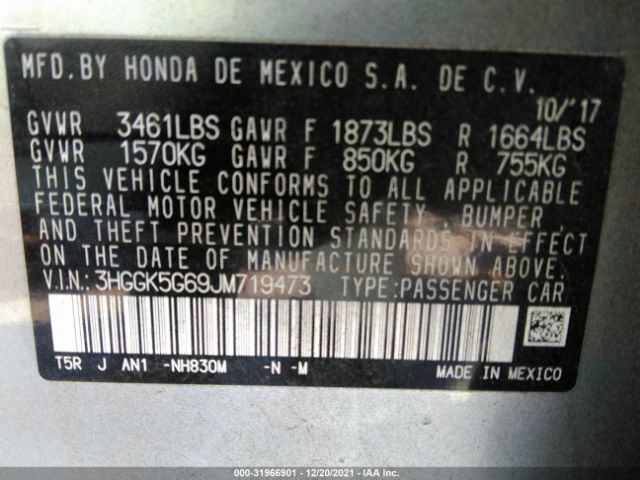 MFD. BY HONDA DE MEXICO S.A. DE C.V.
10/'17
GVWR 3461LBS GAWR F 1873LBS R 1664LBS
GVWR 1570KG GAWR F 850KG R 755KG
THIS VEHICLE CONFORMS TO ALL APPLICABLE
FEDERAL MOTOR VEHICLE SAFETY, BUMPER,
AND THEFT PREVENTION STANDARDS IN EFFECT
ON THE DATE OF MANUFACTURE SHOWN ABOVE.
V.I.N.: 3HGGK5G69JM719473 TYPE:PASSENGER CAR
T5R J AN1 -NH830M -N -M MADE IN MEXICO
000-31966901 - 12/20/2021 - IAA Inc.